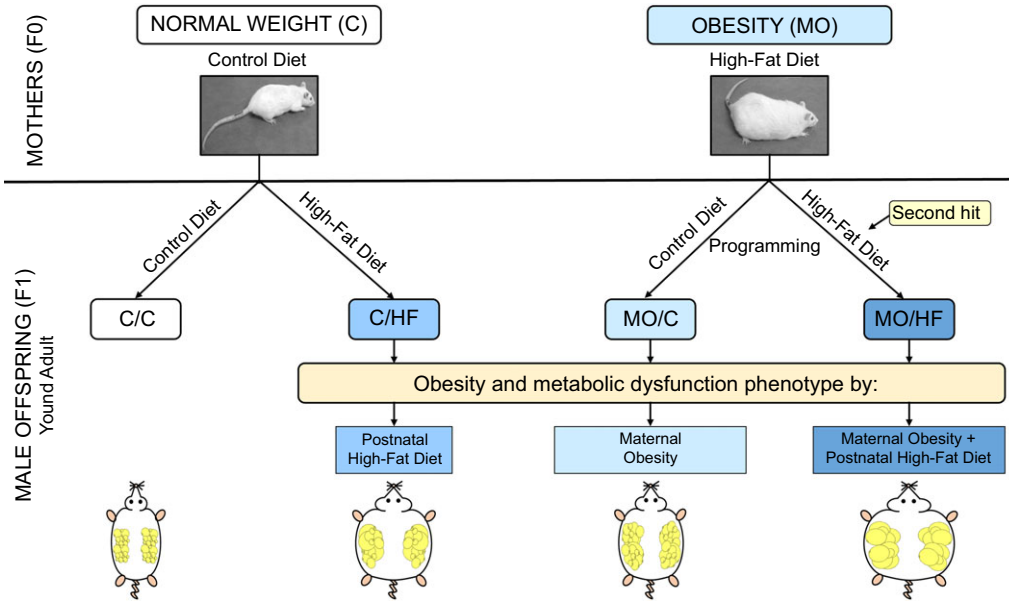 MOTHERS (F0)
NORMAL WEIGHT (C)
Control Diet
OBESITY (MO)
High-Fat Diet
MALE OFFSPRING (F1)
Yound Adult
Control Diet
High-Fat Diet
Control Diet
Programming
High-Fat Diet
Second hit
C/C
C/HF
MO/C
MO/HF
Obesity and metabolic dysfunction phenotype by:
Postnatal
High-Fat Diet
Maternal
Obesity
Maternal Obesity +
Postnatal High-Fat Diet